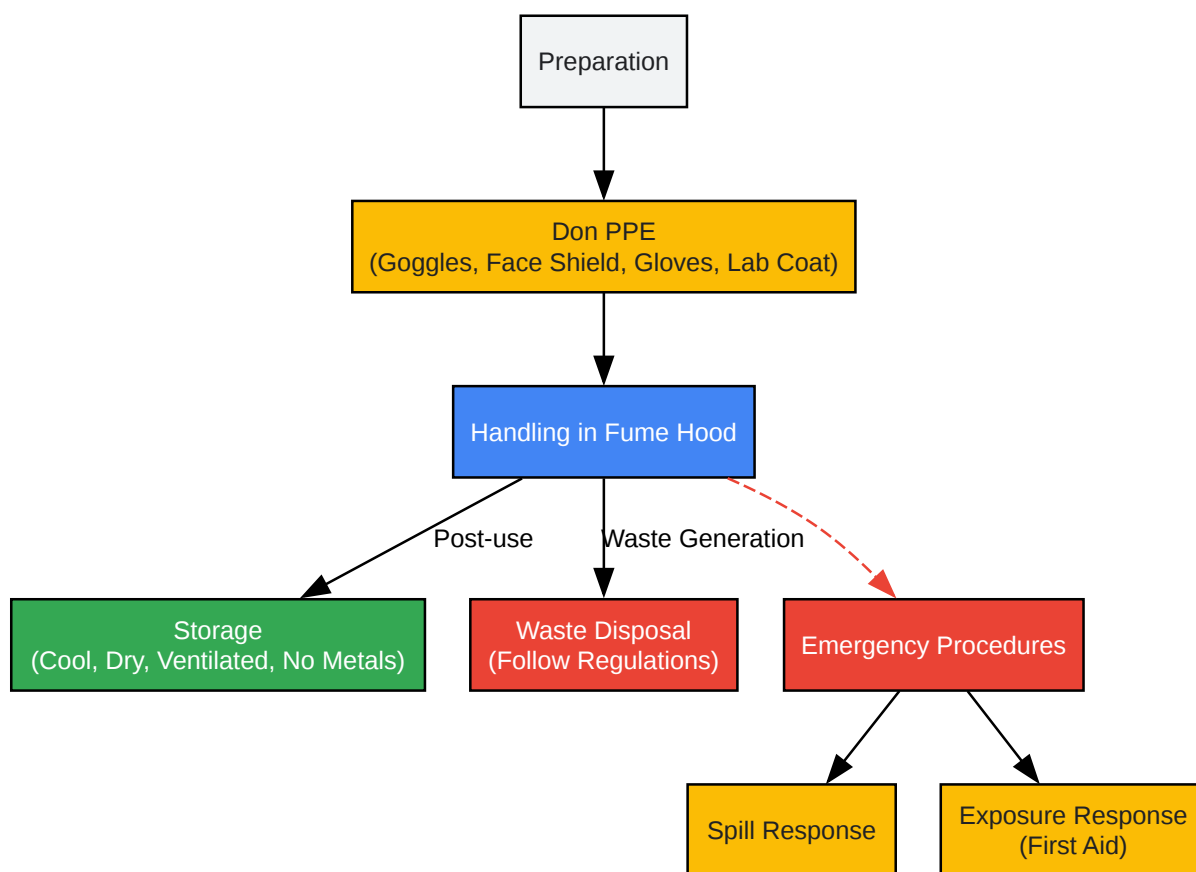 Preparation
Don PPE
(Goggles, Face Shield, Gloves, Lab Coat)
Handling in Fume Hood
Post-use
Waste Generation
Storage
(Cool, Dry, Ventilated, No Metals)
Waste Disposal
(Follow Regulations)
Emergency Procedures
Spill Response
Exposure Response
(First Aid)